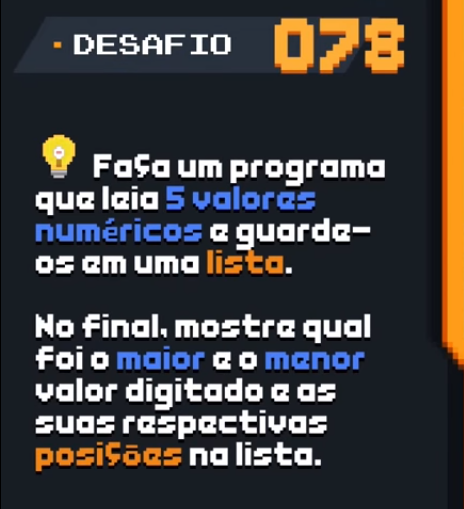 DESAFIO 078
Faça um programa
que leia 5 valores
numéricos e guarde-
os em uma lista.
No final, mostre qual
foi o maior e o menor
valor digitado e as
suas respectivas
posições na lista.